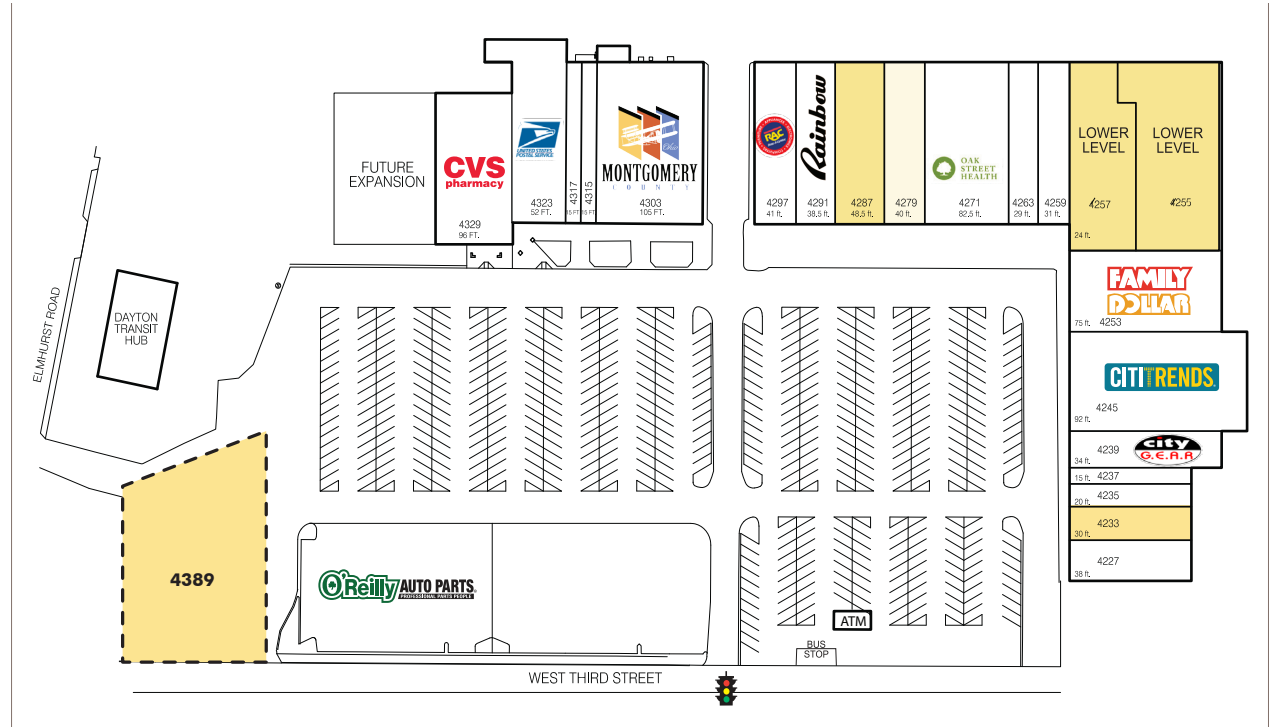 FUTURE
EXPANSION
CVS
pharmacy
4329
96 FT.
UNITED STATES
POSTAL SERVICE
4323
52 FT.
4317
15 FT.
4315
15 FT.
MONTGOMERY
COUNTY
Ohio
4303
105 FT.
RAC
4297
41 ft.
Rainbow
4291
38.5 ft.
4287
48.5 ft.
4279
40 ft.
OAK
STREET
HEALTH
4271
82.5 ft.
4263
29 ft.
4259
31 ft.
LOWER
LEVEL
4257
24 ft.
LOWER
LEVEL
4255
FAMILY
DOLLAR
75 ft. 4253
CITI TRENDS
4245
92 ft.
4239
34 ft.
city
G.E.A.R
15 ft. 4237
4235
20 ft.
4233
30 ft.
4227
38 ft.
ELMHURST ROAD
DAYTON
TRANSIT
HUB
4389
O'Reilly AUTO PARTS
PROFESSIONAL PARTS PEOPLE
ATM
BUS
STOP
WEST THIRD STREET